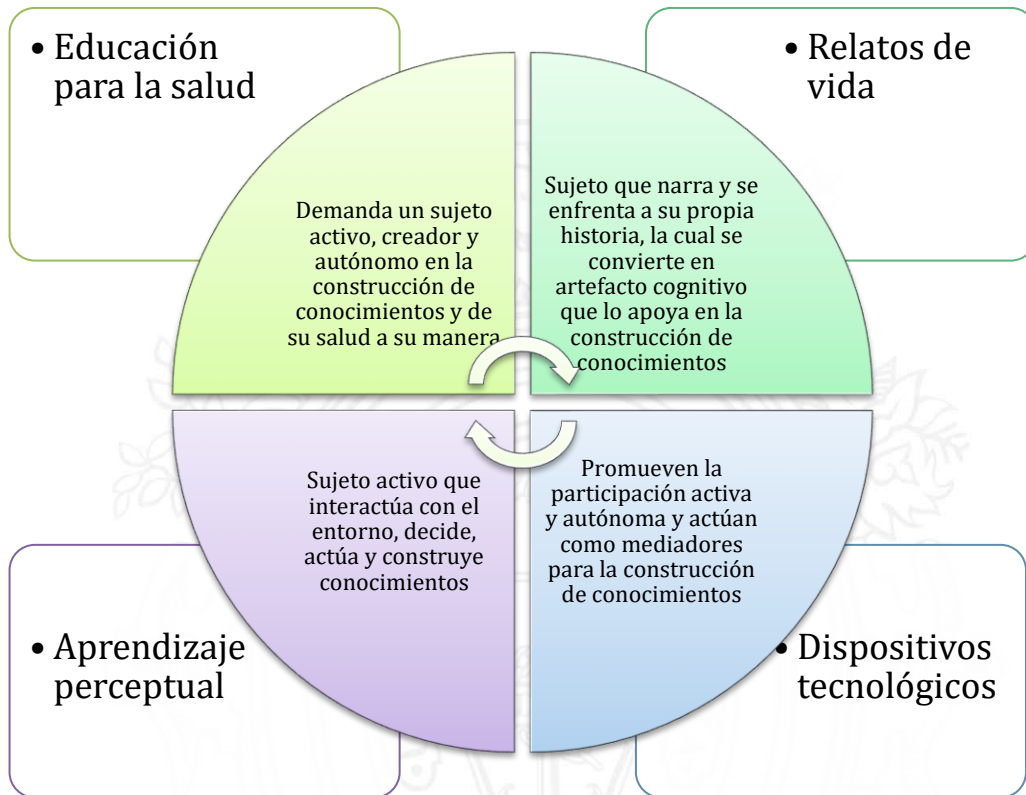 • Educación
para la salud
• Relatos de
vida
Demanda un sujeto
activo, creador y
autónomo en la
construcción de
conocimientos y de
su salud a su manera
Sujeto que narra y se
enfrenta a su propia
historia, la cual se
convierte en
artefacto cognitivo
que lo apoya en la
construcción de
conocimientos
Sujeto activo que
interactúa con el
entorno, decide,
actúa y construye
conocimientos
Promueven la
participación activa
y autónoma y actúan
como mediadores
para la construcción
de conocimientos
• Aprendizaje
perceptual
• Dispositivos
tecnológicos